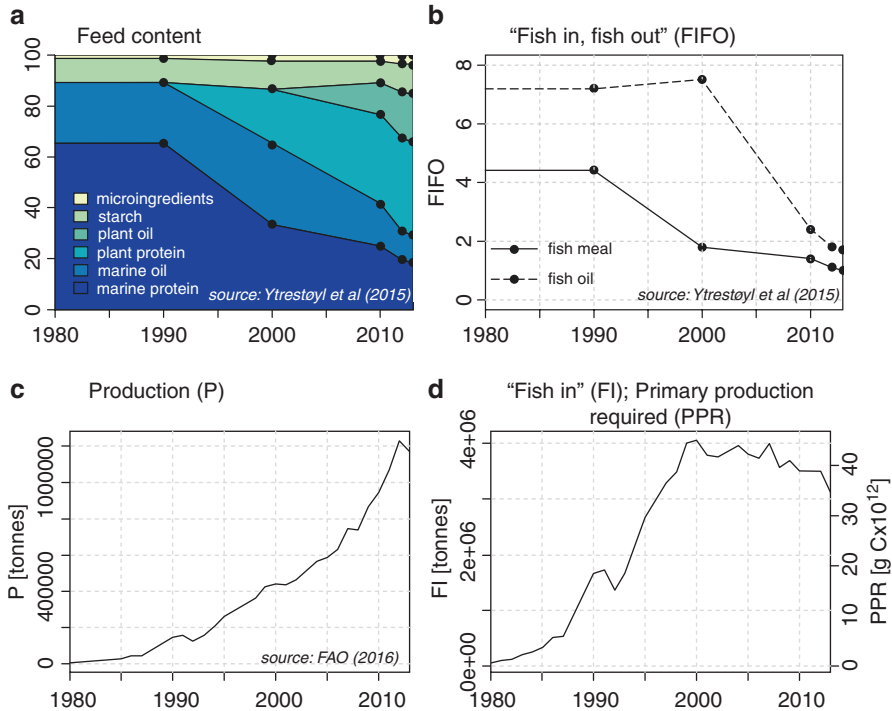 a
Feed content
100
80
60
40
20
0
microingredients
starch
plant oil
plant protein
marine oil
marine protein
source: Ytrestøyl et al (2015)
1980 1990 2000 2010
b
“Fish in, fish out” (FIFO)
FIFO
8
6
4
2
0
fish meal
fish oil
source: Ytrestøyl et al (2015)
1980 1990 2000 2010
c
Production (P)
P [tonnes]
1000000
400000
0
source: FAO (2016)
1980 1990 2000 2010
d
“Fish in” (FI); Primary production
required (PPR)
FI [tonnes]
4e+06
2e+06
0e+00
PPR [g Cx10¹²]
40
30
20
10
0
1980 1990 2000 2010